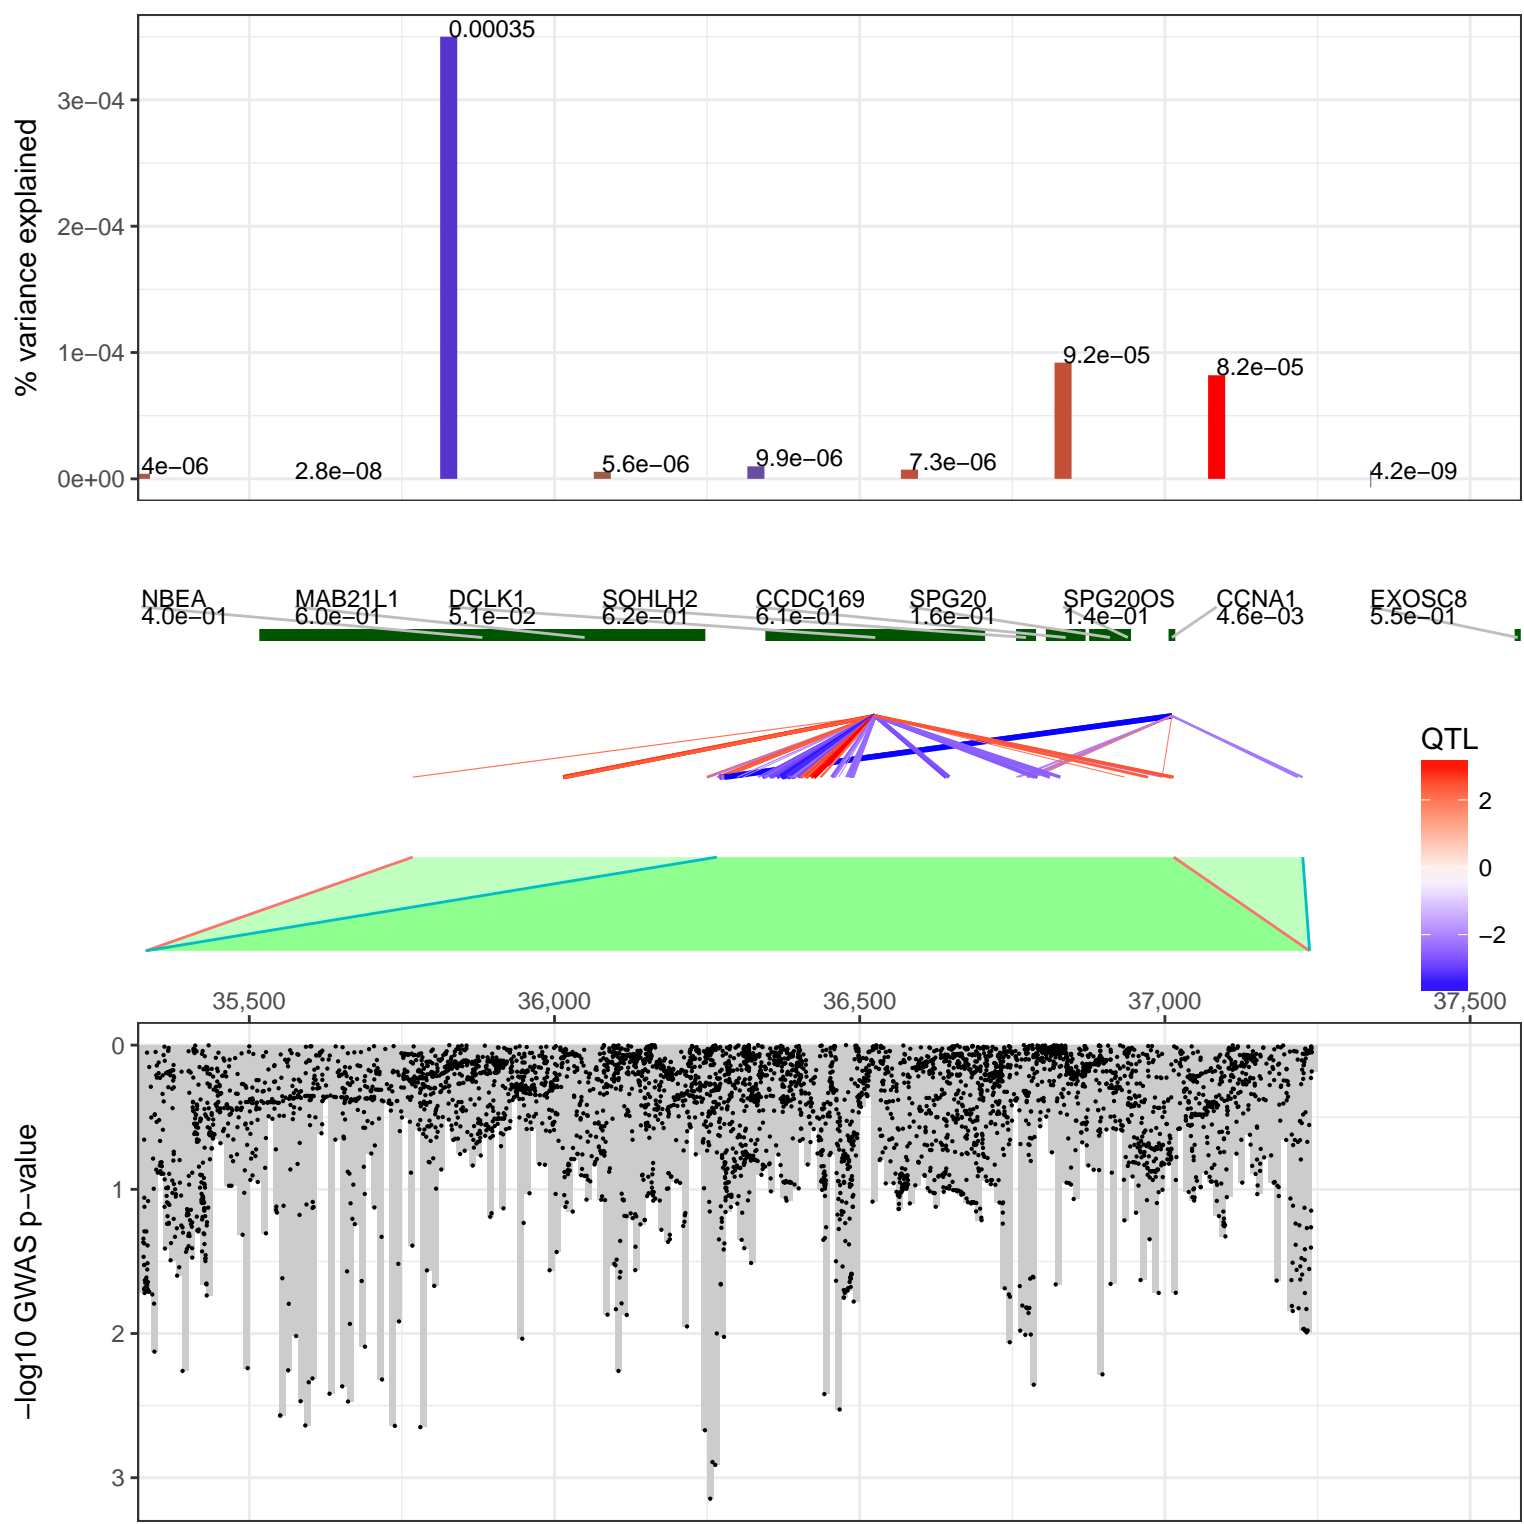 0.00035
3e−04
2e−04
1e−04
0e+00
% variance explained
9.2e−05
8.2e−05
4e−06
2.8e−08
5.6e−06
9.9e−06
7.3e−06
4.2e−09
NBEA MAB21L1 DCLK1 SOHLH2 CCDC169 SPG20 SPG20OS CCNA1 EXOSC8
4.0e−01 6.0e−01 5.1e−02 6.2e−01 6.1e−01 1.6e−01 1.4e−01 4.6e−03 5.5e−01
QTL
2
0
−2
35,500 36,000 36,500 37,000 37,500
0
1
2
3
−log10 GWAS p−value